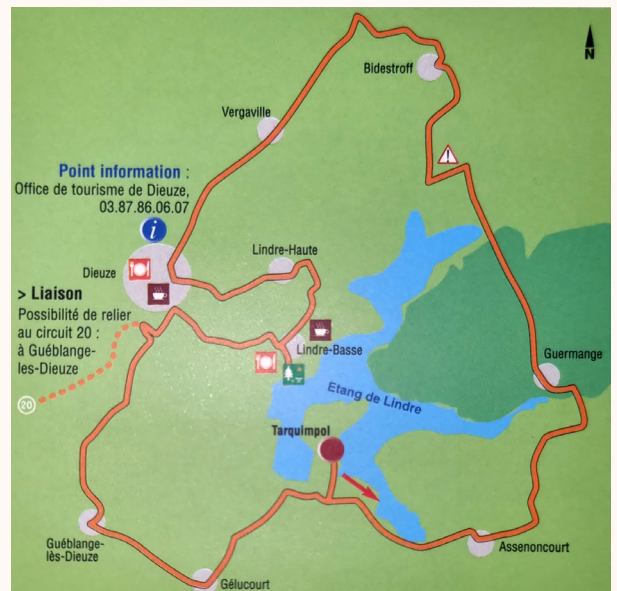 N
Bidestroff
Vergaville
Point information :
Office de tourisme de Dieuze,
03.87.86.06.07
i
Lindre-Haute
Dieuze
> Liaison
Possibilité de relier
au circuit 20 :
à Guéblange-
les-Dieuze
20
Lindre-Basse
Guermange
Etang de Lindre
Tarquimpol
Guéblange-
lès-Dieuze
Assenoncourt
Gélucourt